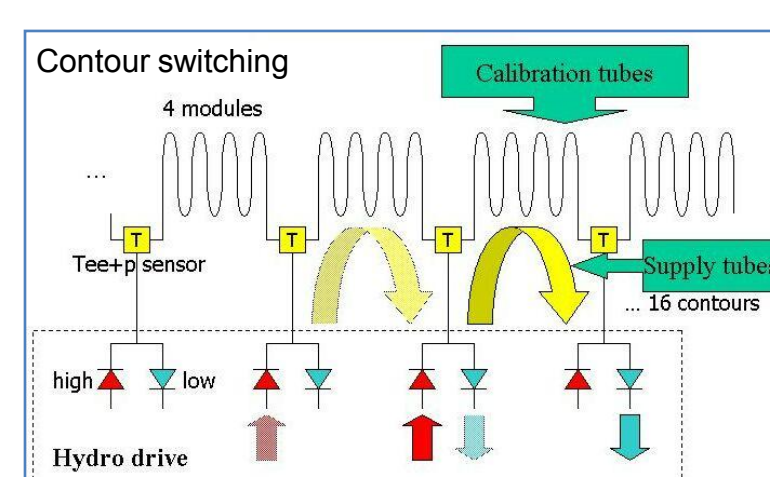 Contour switching
Calibration tubes
4 modules
...
T T T T
Tee+p sensor
Supply tubes
... 16 contours
high low
Hydro drive